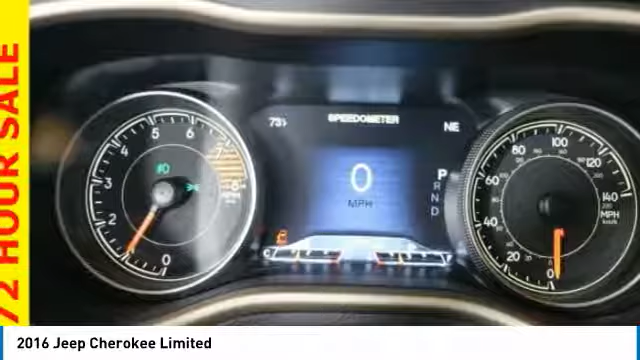 72 HOUR SALE
5 6
4 7
3 8
2
1
0
73°
SPEEDOMETER
NE
0
MPH
P
R
N
D
100
80 120
60 140
MPH
km/h
40
20
0
2016 Jeep Cherokee Limited